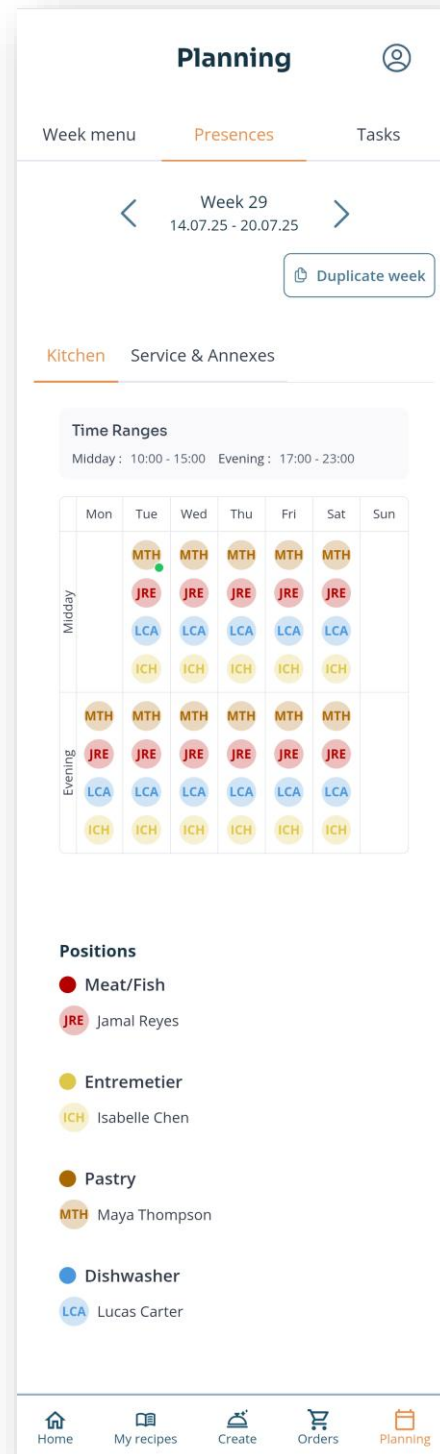 Planning
Week menu Presences Tasks
Week 29
14.07.25 - 20.07.25
Duplicate week
Kitchen Service & Annexes
Time Ranges
Midday : 10:00 - 15:00 Evening : 17:00 - 23:00
Mon Tue Wed Thu Fri Sat Sun
Midday
MTH MTH MTH MTH MTH
JRE JRE JRE JRE JRE
LCA LCA LCA LCA LCA
ICH ICH ICH ICH ICH
Evening
MTH MTH MTH MTH MTH MTH
JRE JRE JRE JRE JRE JRE
LCA LCA LCA LCA LCA LCA
ICH ICH ICH ICH ICH ICH
Positions
Meat/Fish
JRE Jamal Reyes
Entremetier
ICH Isabelle Chen
Pastry
MTH Maya Thompson
Dishwasher
LCA Lucas Carter
Home My recipes Create Orders Planning